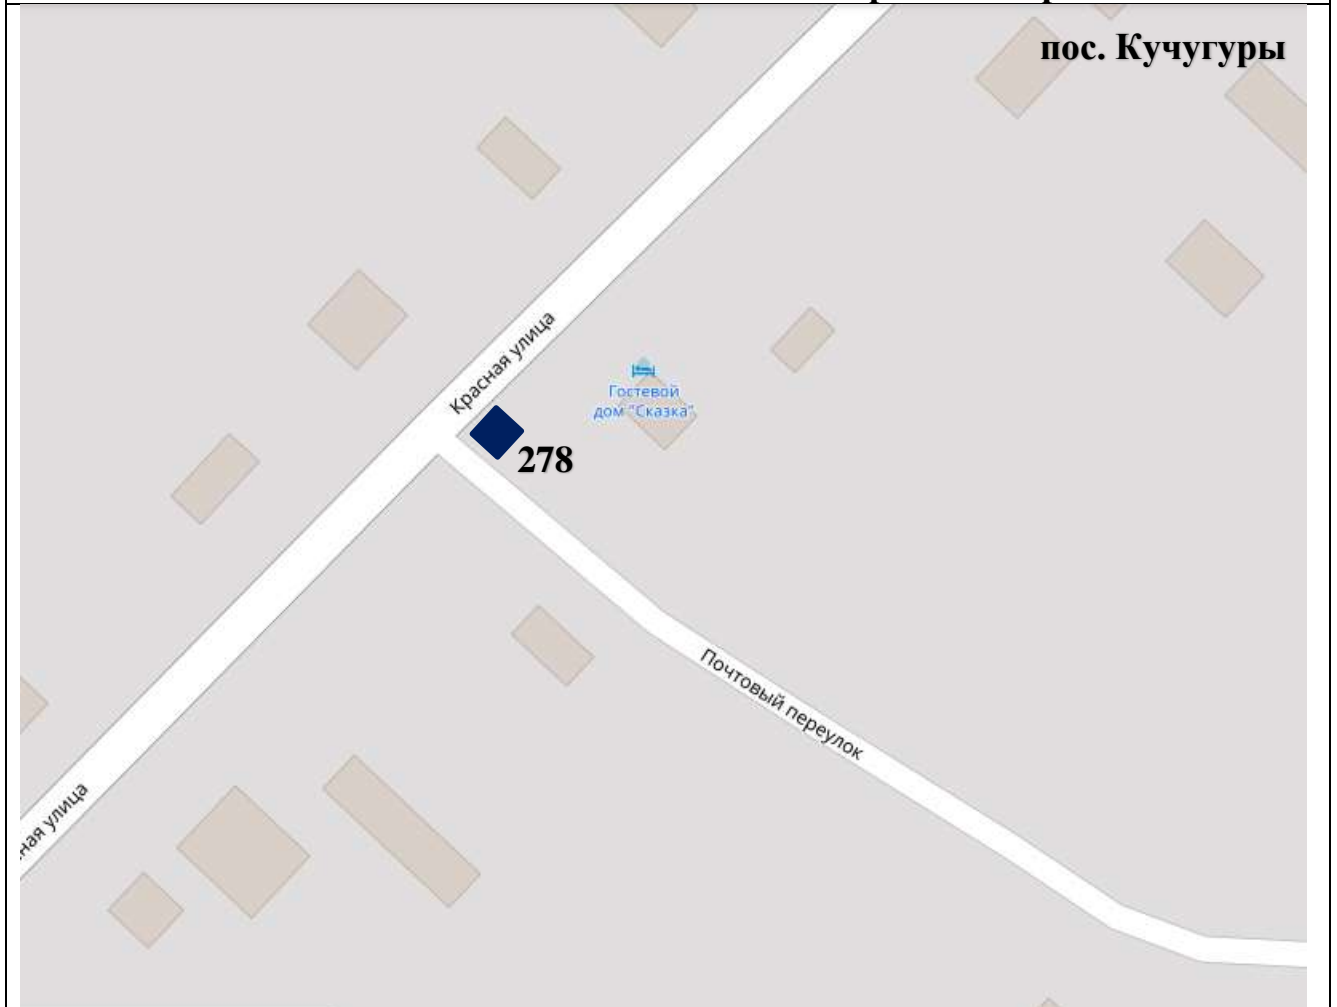 пос. Кучугуры
Красная улица
Гостевой
дом "Сказка"
278
Почтовый переулок
ная улица